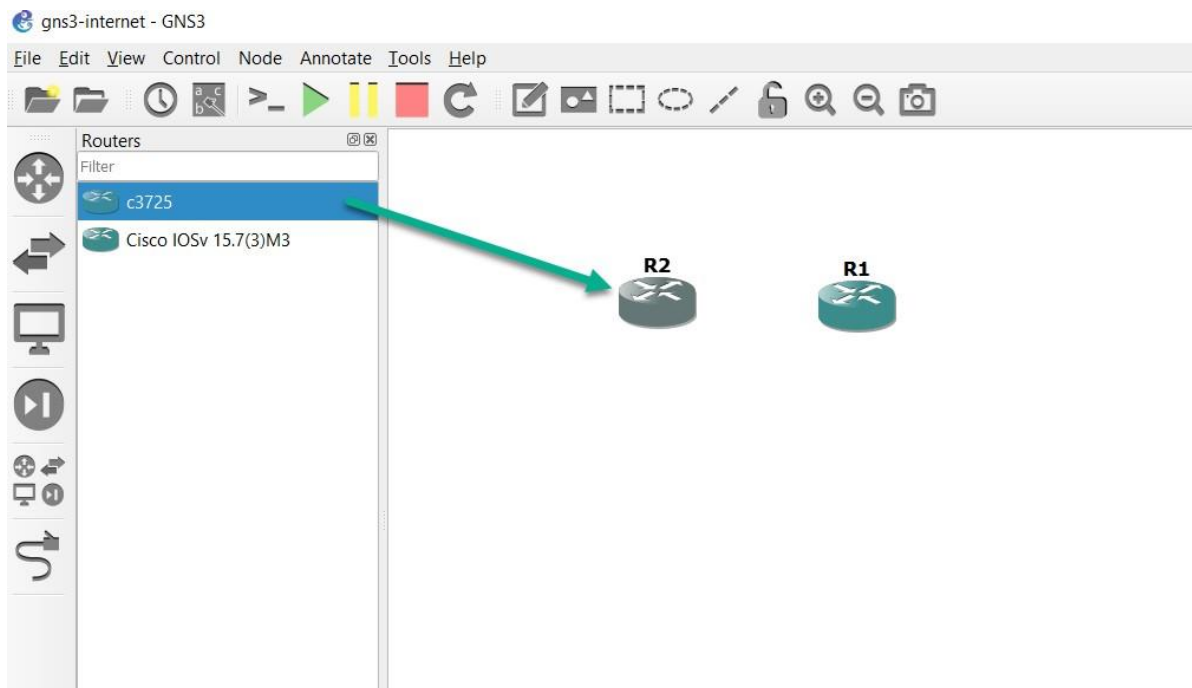 gns3-internet - GNS3
File Edit View Control Node Annotate Tools Help
Routers
Filter
c3725
Cisco IOSv 15.7(3)M3
R2
R1